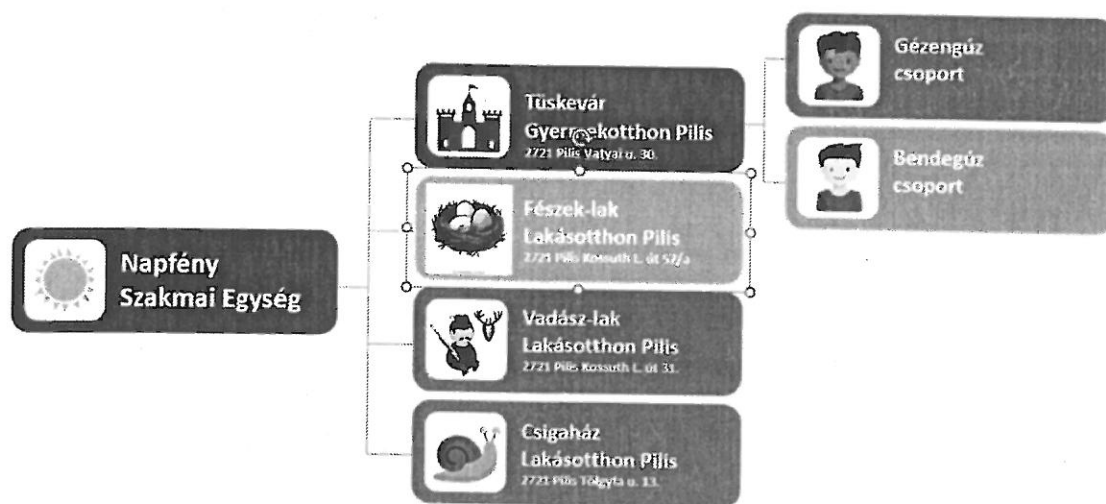 Napfény
Szakmai Egység
Tüskevár
Gyermekotthon Pilis
2721 Pilis Vatyai u. 30.
Fészek-lak
Lakásotthon Pilis
2721 Pilis Kossuth L. út 57/a
Vadász-lak
Lakásotthon Pilis
2721 Pilis Kossuth L. út 31.
Csigaház
Lakásotthon Pilis
2721 Pilis Tölgyfa u. 13.
Gézengúz
csoport
Bendegúz
csoport